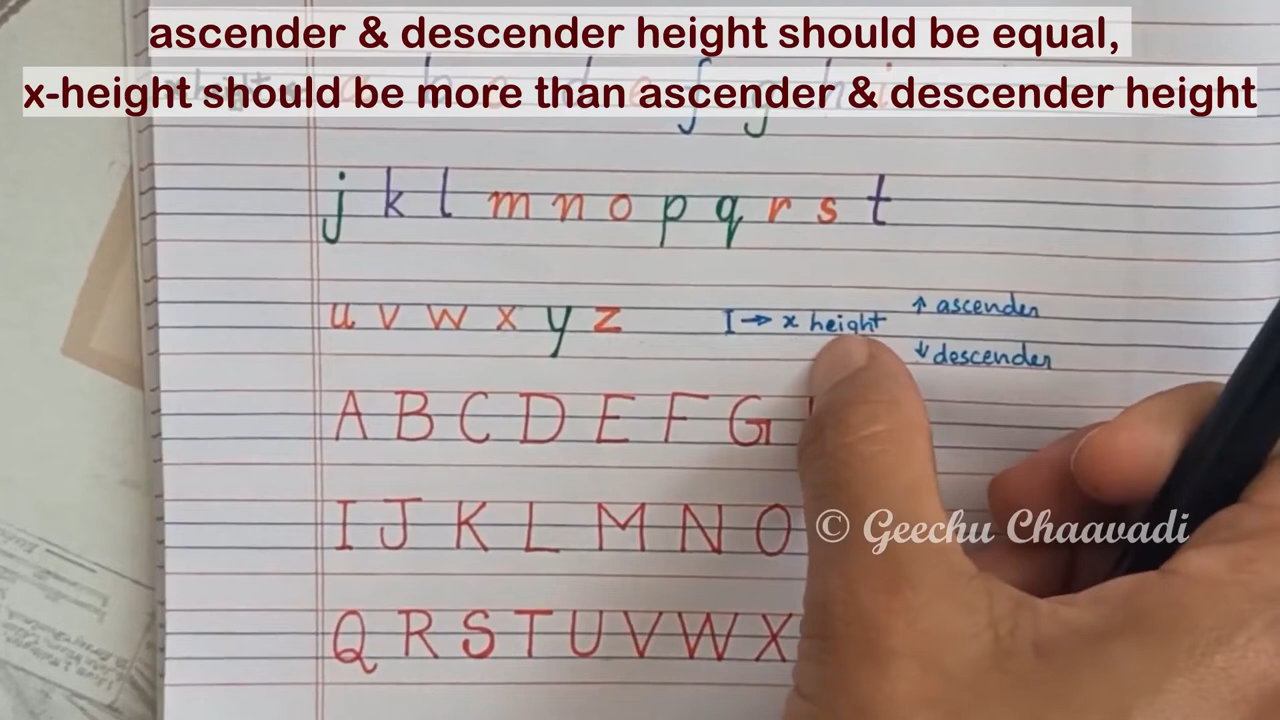 ascender & descender height should be equal,
x-height should be more than ascender & descender height
j k l m n o p q r s t
u v w x y z I → x height ↑ ascender
↓ descender
A B C D E F G
I J K L M N O
© Geechu Chaavadi
Q R S T U V W X